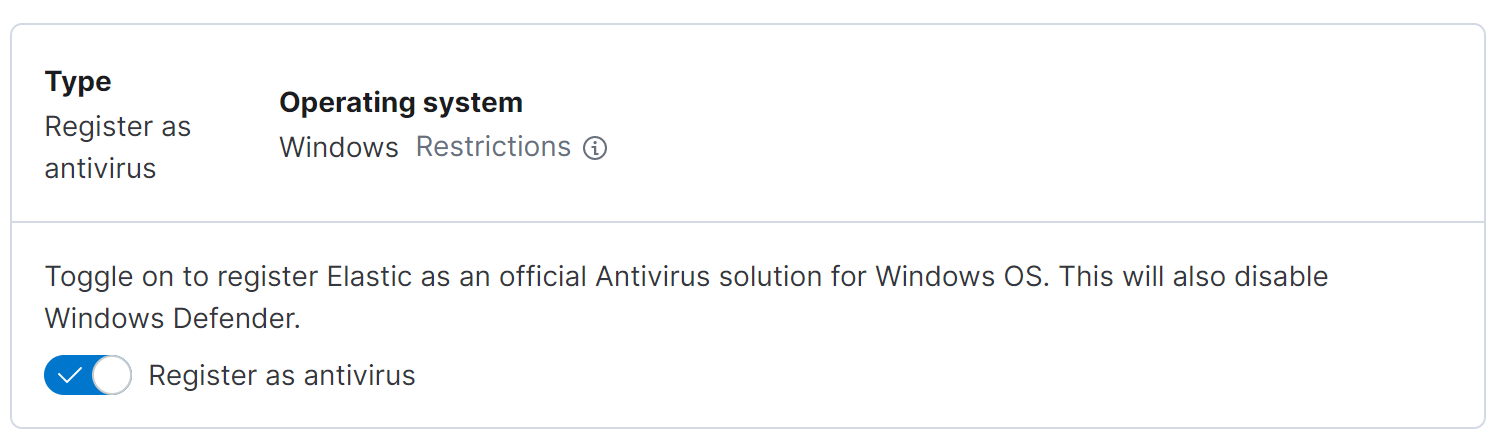 Type
Register as
antivirus
Operating system
Windows Restrictions
Toggle on to register Elastic as an official Antivirus solution for Windows OS. This will also disable
Windows Defender.
Register as antivirus